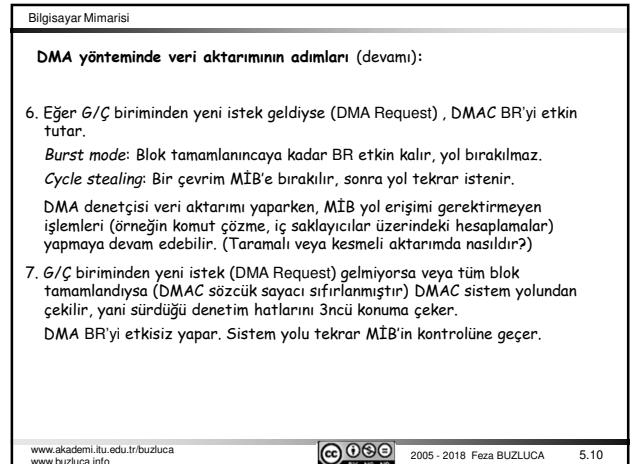 Bilgisayar Mimarisi
DMA yönteminde veri aktarımının adımları (devamı):
6. Eğer G/Ç biriminden yeni istek geldiyse (DMA Request) , DMAC BR'yi etkin
tutar.
Burst mode: Blok tamamlanıncaya kadar BR etkin kalır, yol bırakılmaz.
Cycle stealing: Bir çevrim MİB'e bırakılır, sonra yol tekrar istenir.
DMA denetçisi veri aktarımı yaparken, MİB yol erişimi gerektirmeyen
işlemleri (örneğin komut çözme, iç saklayıcılar üzerindeki hesaplamalar)
yapmaya devam edebilir. (Taramalı veya kesmeli aktarımda nasıldır?)
7. G/Ç biriminden yeni istek (DMA Request) gelmiyorsa veya tüm blok
tamamlandıysa (DMAC sözcük sayacı sıfırlanmıştır) DMAC sistem yolundan
çekilir, yani sürdüğü denetim hatlarını 3ncü konuma çeker.
DMA BR'yi etkisiz yapar. Sistem yolu tekrar MİB'in kontrolüne geçer.
www.akademi.itu.edu.tr/buzluca
www.buzluca.info
cc BY NC ND
2005 - 2018 Feza BUZLUCA 5.10